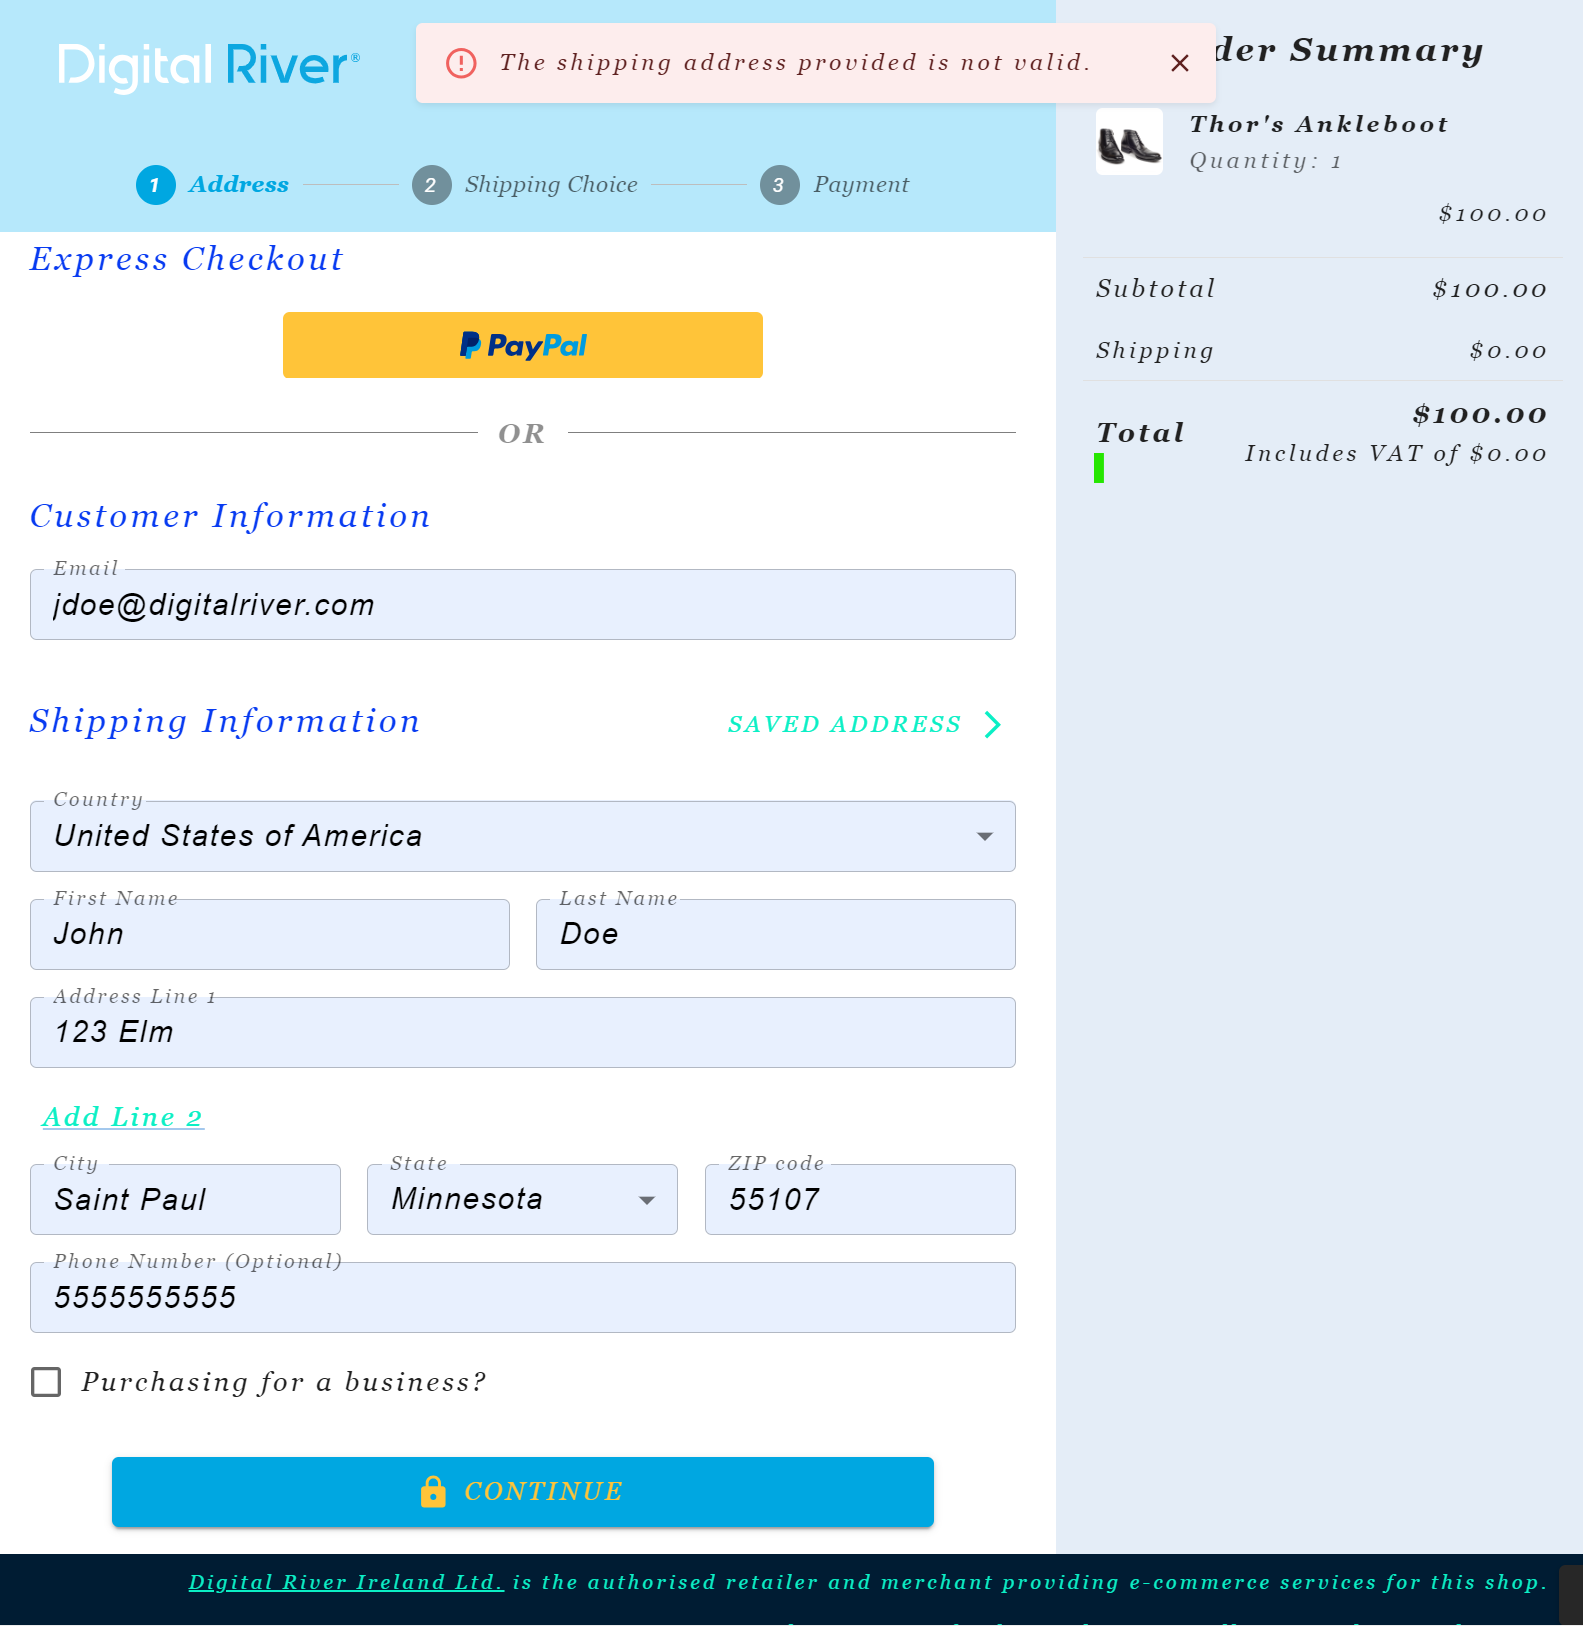 Digital River®
The shipping address provided is not valid.
1 Address
2 Shipping Choice
3 Payment
Express Checkout
PayPal
OR
Customer Information
Email
jdoe@digitalriver.com
Shipping Information
SAVED ADDRESS
Country
United States of America
First Name
John
Last Name
Doe
Address Line 1
123 Elm
Add Line 2
City
Saint Paul
State
Minnesota
ZIP code
55107
Phone Number (Optional)
5555555555
Purchasing for a business?
CONTINUE
der Summary
Thor's Ankleboot
Quantity: 1
$100.00
Subtotal $100.00
Shipping $0.00
Total $100.00
Includes VAT of $0.00
Digital River Ireland Ltd. is the authorised retailer and merchant providing e-commerce services for this shop.